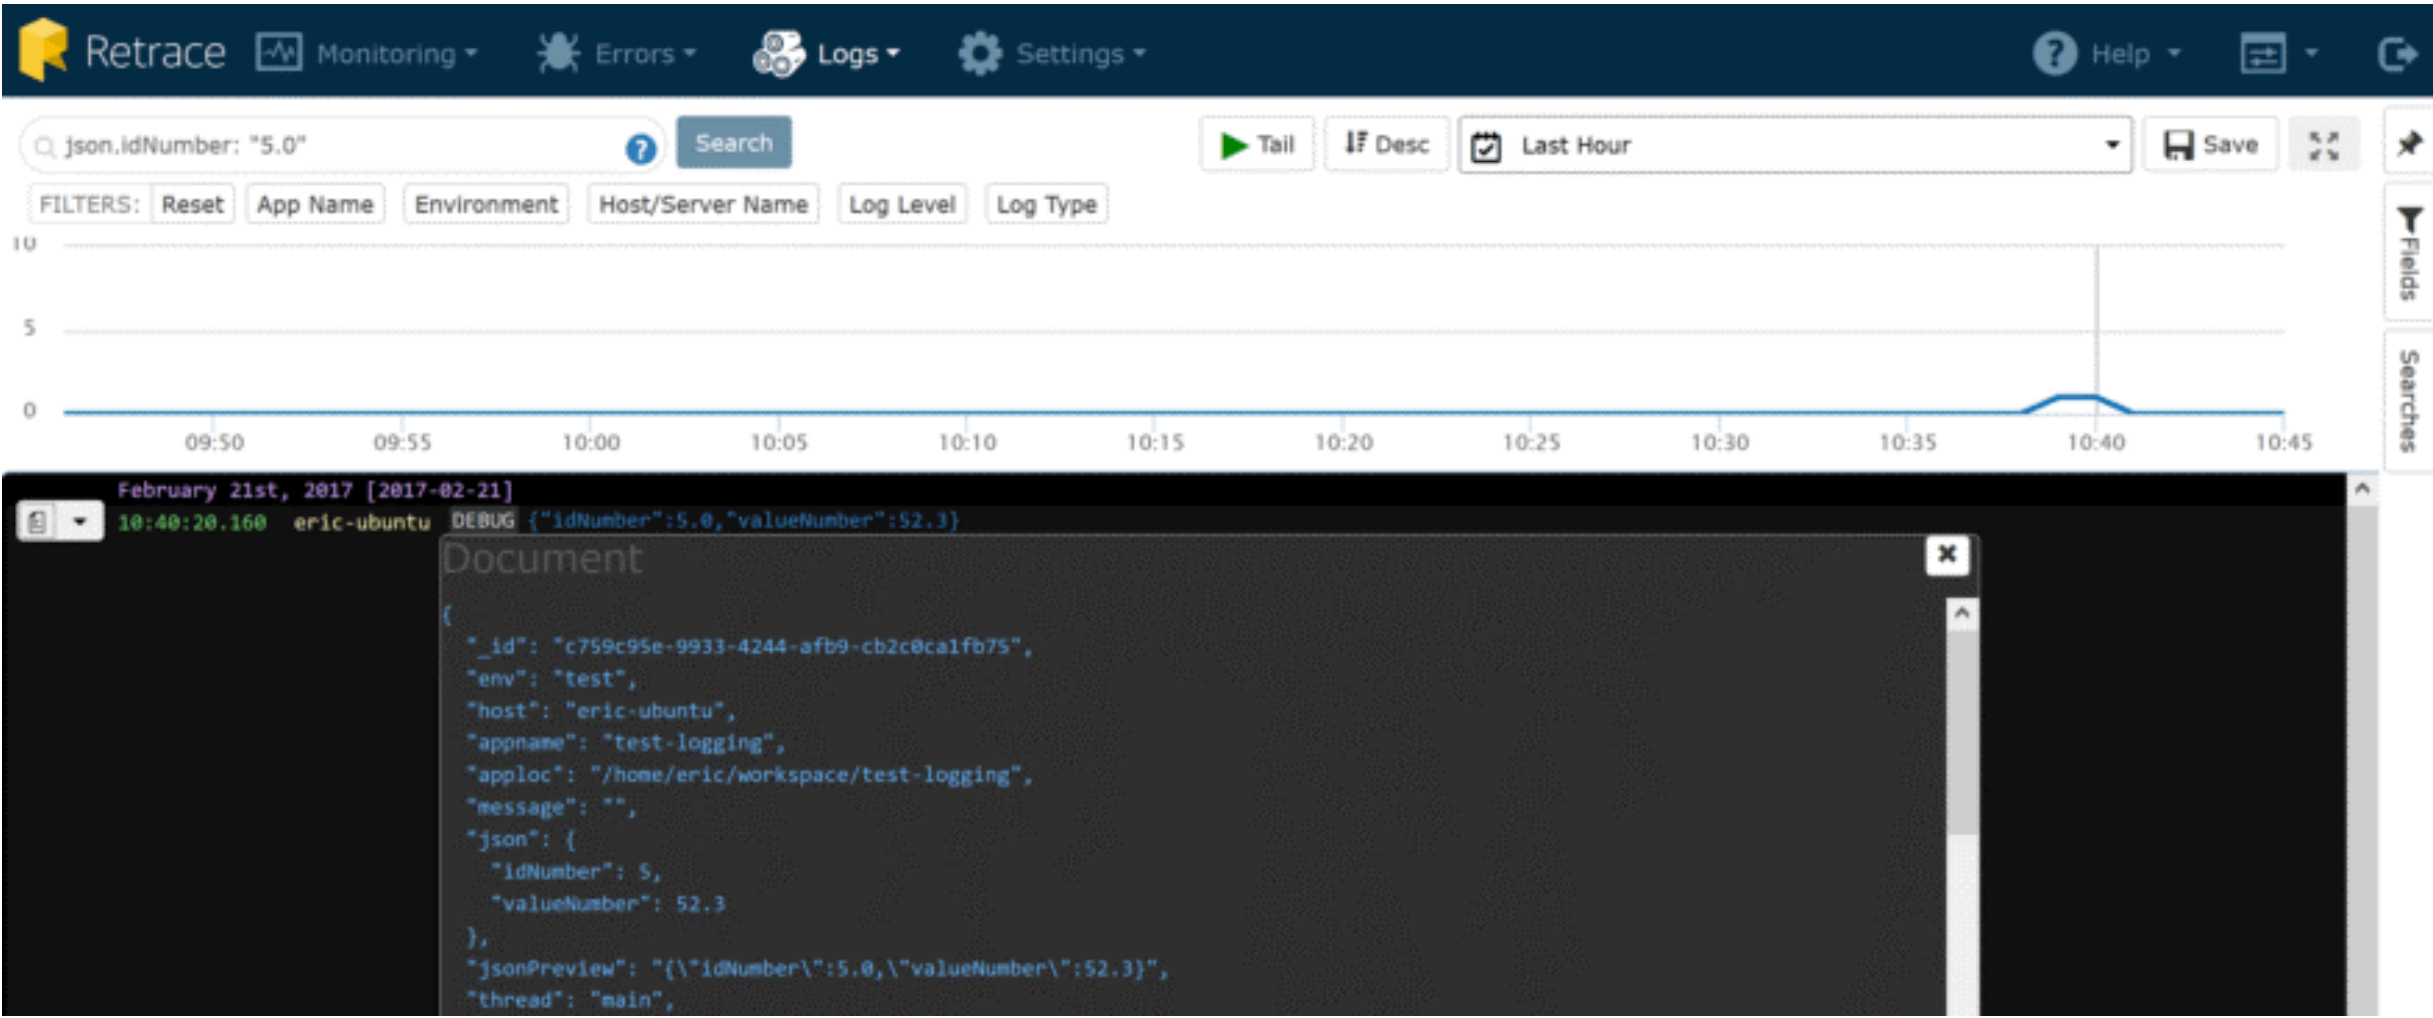 Retrace Monitoring Errors Logs Settings Help
json.idNumber: "5.0" ? Search Tail Desc Last Hour Save
FILTERS: Reset App Name Environment Host/Server Name Log Level Log Type
Fields
Searches
10
5
0
09:50 09:55 10:00 10:05 10:10 10:15 10:20 10:25 10:30 10:35 10:40 10:45
February 21st, 2017 [2017-02-21]
10:40:20.160 eric-ubuntu DEBUG {"idNumber":5.0,"valueNumber":52.3}
Document
{
"_id": "c759c95e-9933-4244-afb9-cb2c0ca1fb75",
"env": "test",
"host": "eric-ubuntu",
"appname": "test-logging",
"apploc": "/home/eric/workspace/test-logging",
"message": "",
"json": {
"idNumber": 5,
"valueNumber": 52.3
},
"jsonPreview": "{\"idNumber\":5.0,\"valueNumber\":52.3}",
"thread": "main",